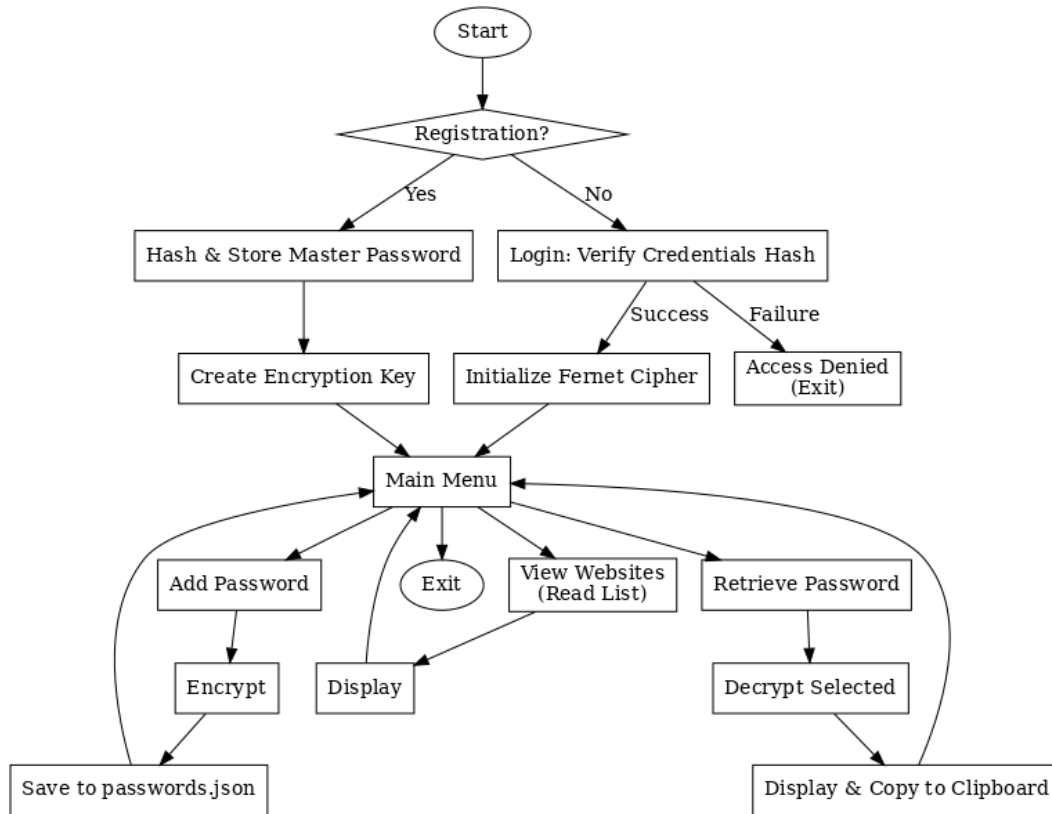 Start
Registration?
Yes
No
Hash & Store Master Password
Login: Verify Credentials Hash
Success
Failure
Create Encryption Key
Initialize Fernet Cipher
Access Denied
(Exit)
Main Menu
Add Password
Exit
View Websites
(Read List)
Retrieve Password
Encrypt
Display
Decrypt Selected
Save to passwords.json
Display & Copy to Clipboard